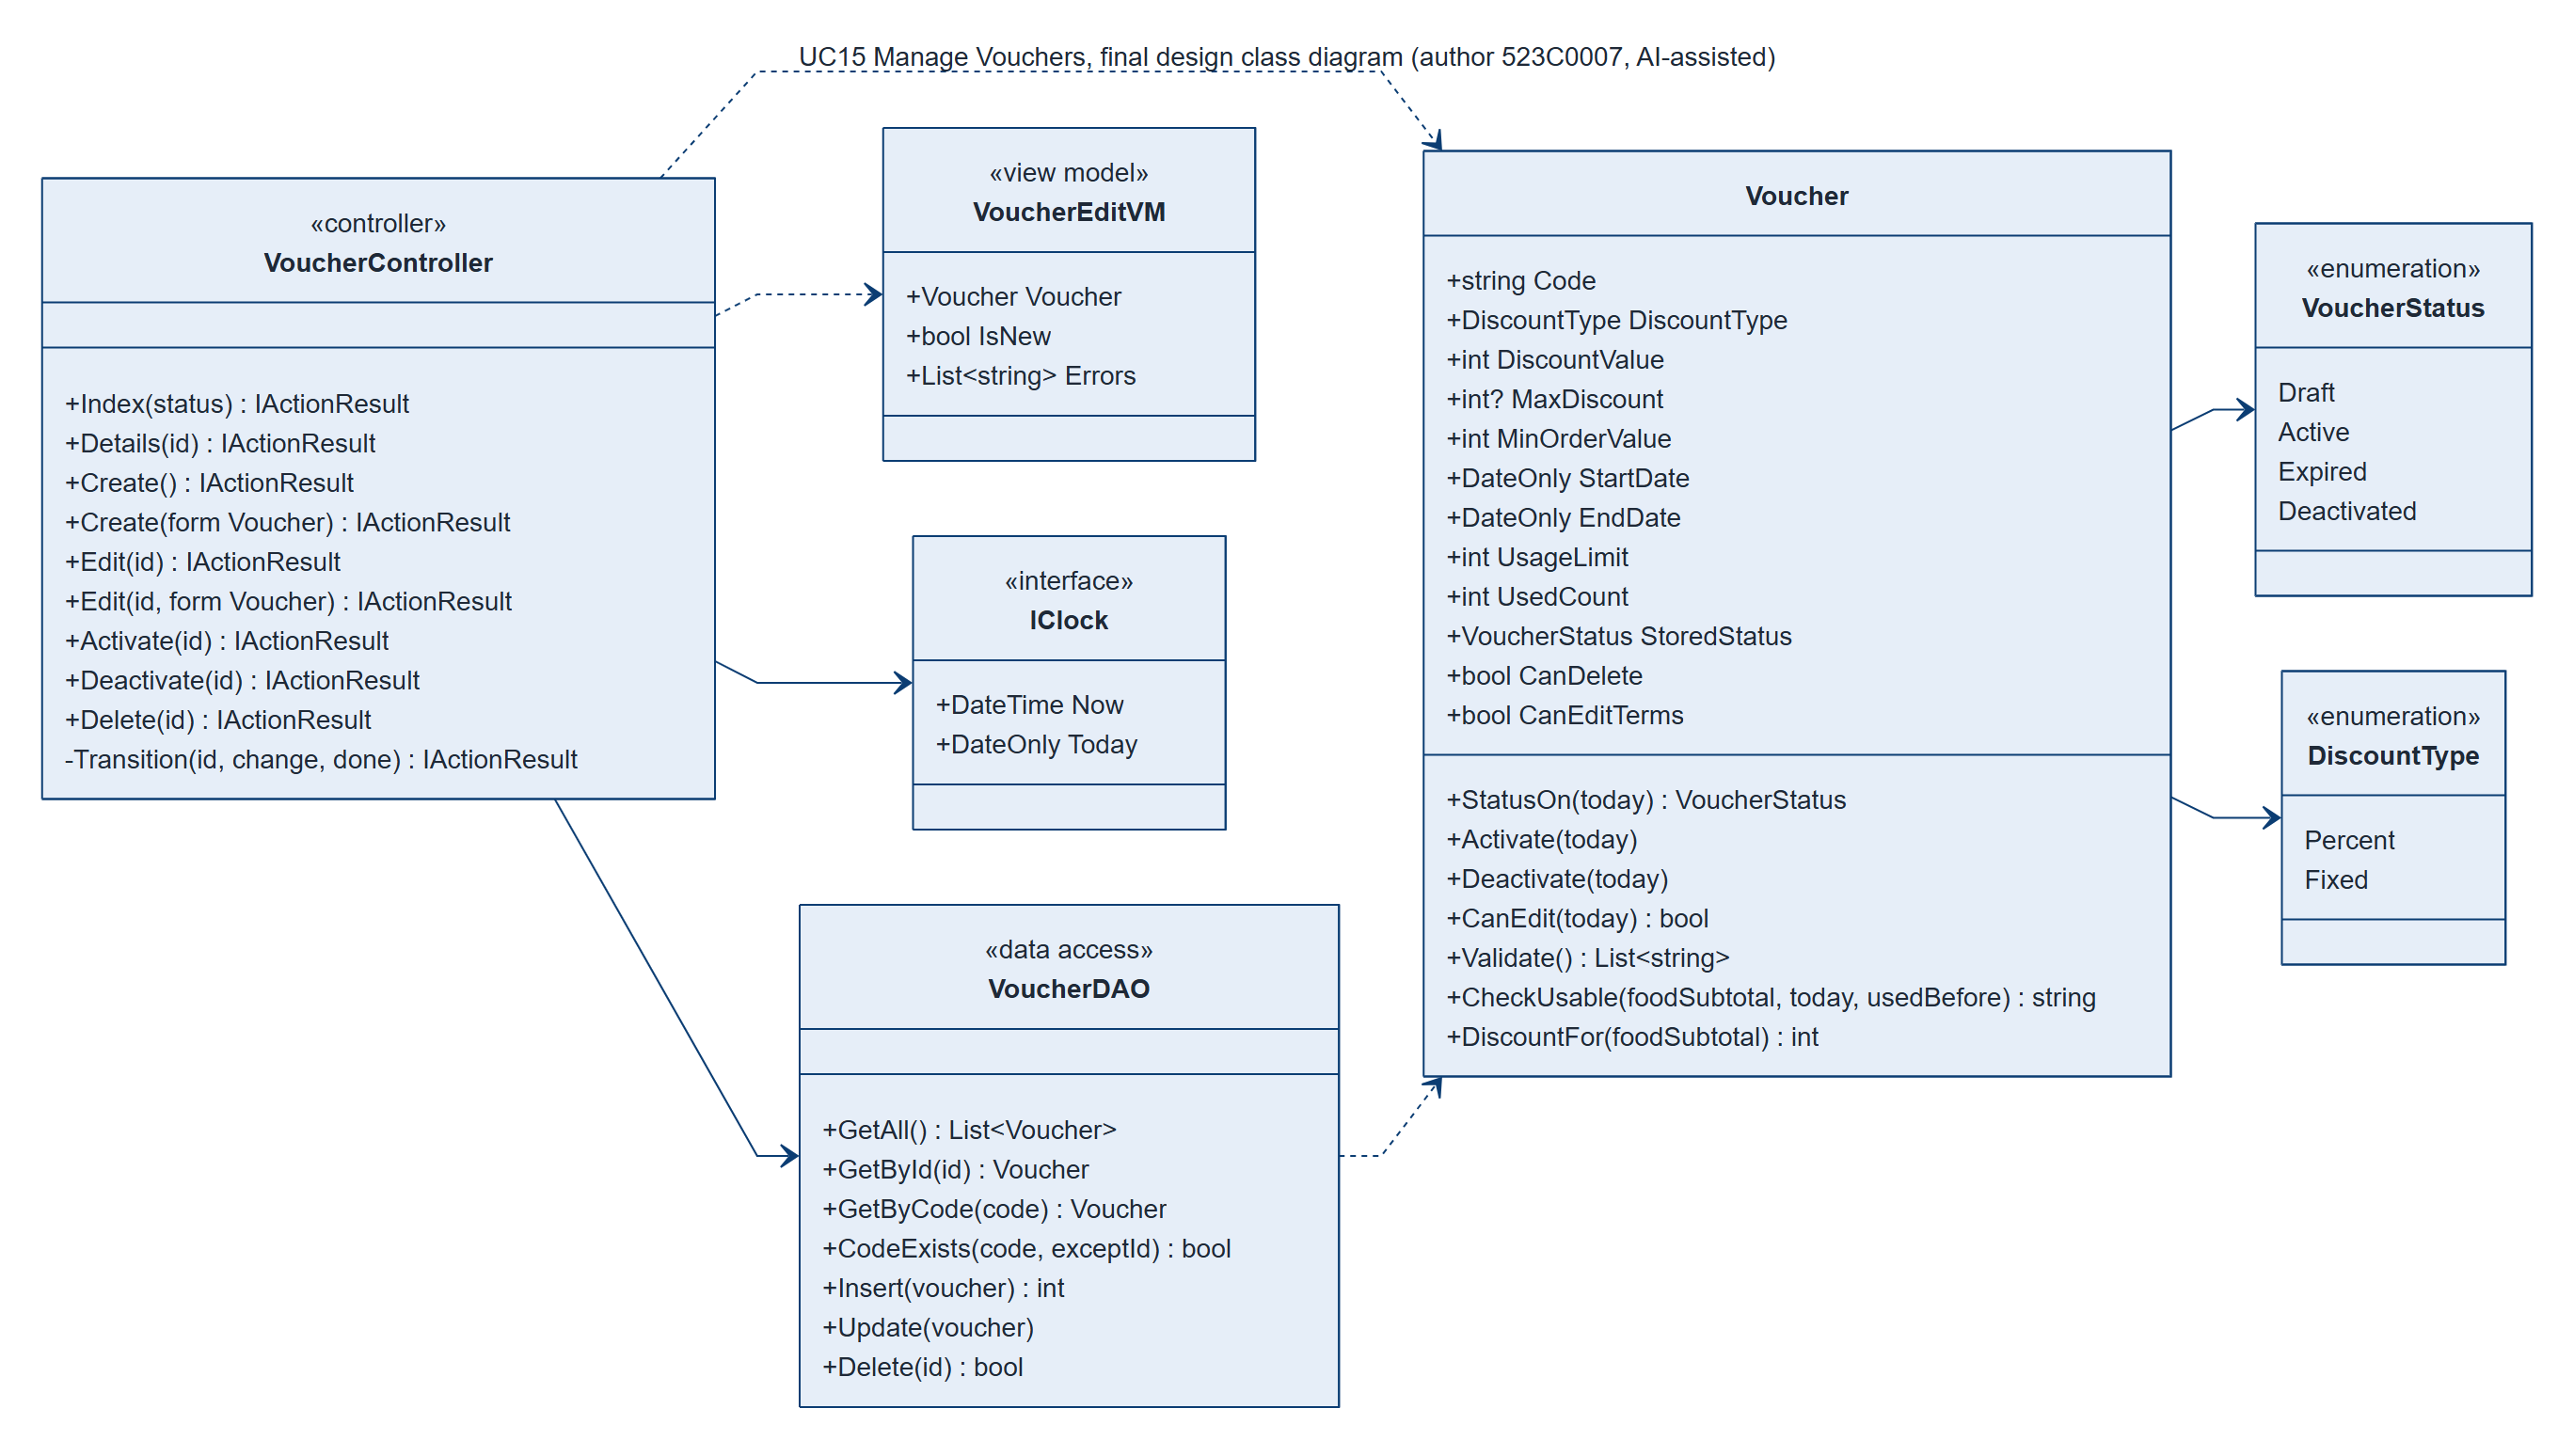 UC15 Manage Vouchers, final design class diagram (author 523C0007, AI-assisted)
«controller»
VoucherController
+Index(status) : IActionResult
+Details(id) : IActionResult
+Create() : IActionResult
+Create(form Voucher) : IActionResult
+Edit(id) : IActionResult
+Edit(id, form Voucher) : IActionResult
+Activate(id) : IActionResult
+Deactivate(id) : IActionResult
+Delete(id) : IActionResult
-Transition(id, change, done) : IActionResult
«view model»
VoucherEditVM
+Voucher Voucher
+bool IsNew
+List<string> Errors
«interface»
IClock
+DateTime Now
+DateOnly Today
«data access»
VoucherDAO
+GetAll() : List<Voucher>
+GetById(id) : Voucher
+GetByCode(code) : Voucher
+CodeExists(code, exceptId) : bool
+Insert(voucher) : int
+Update(voucher)
+Delete(id) : bool
Voucher
+string Code
+DiscountType DiscountType
+int DiscountValue
+int? MaxDiscount
+int MinOrderValue
+DateOnly StartDate
+DateOnly EndDate
+int UsageLimit
+int UsedCount
+VoucherStatus StoredStatus
+bool CanDelete
+bool CanEditTerms
+StatusOn(today) : VoucherStatus
+Activate(today)
+Deactivate(today)
+CanEdit(today) : bool
+Validate() : List<string>
+CheckUsable(foodSubtotal, today, usedBefore) : string
+DiscountFor(foodSubtotal) : int
«enumeration»
VoucherStatus
Draft
Active
Expired
Deactivated
«enumeration»
DiscountType
Percent
Fixed